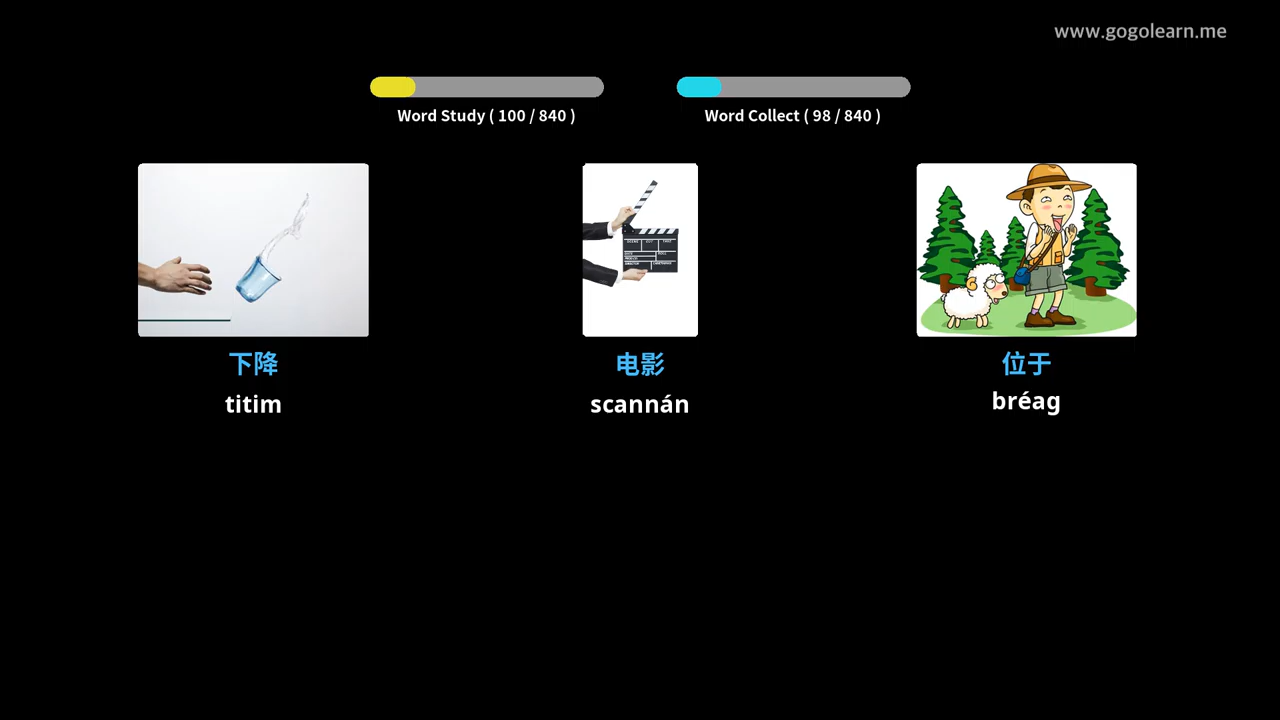 www.gogolearn.me
Word Study ( 100 / 840 )
Word Collect ( 98 / 840 )
下降
电影
位于
titim
scannán
bréag